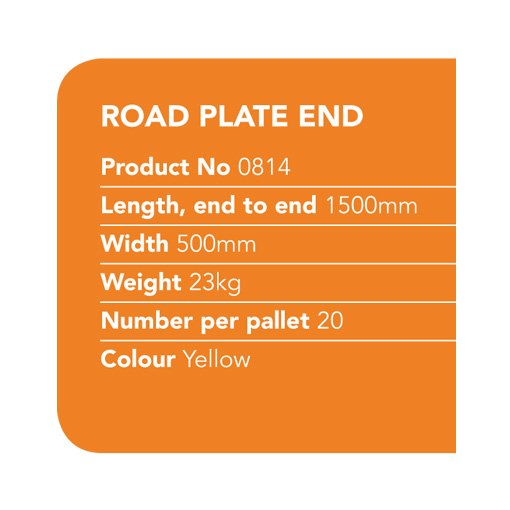 ROAD PLATE END
Product No 0814
Length, end to end 1500mm
Width 500mm
Weight 23kg
Number per pallet 20
Colour Yellow